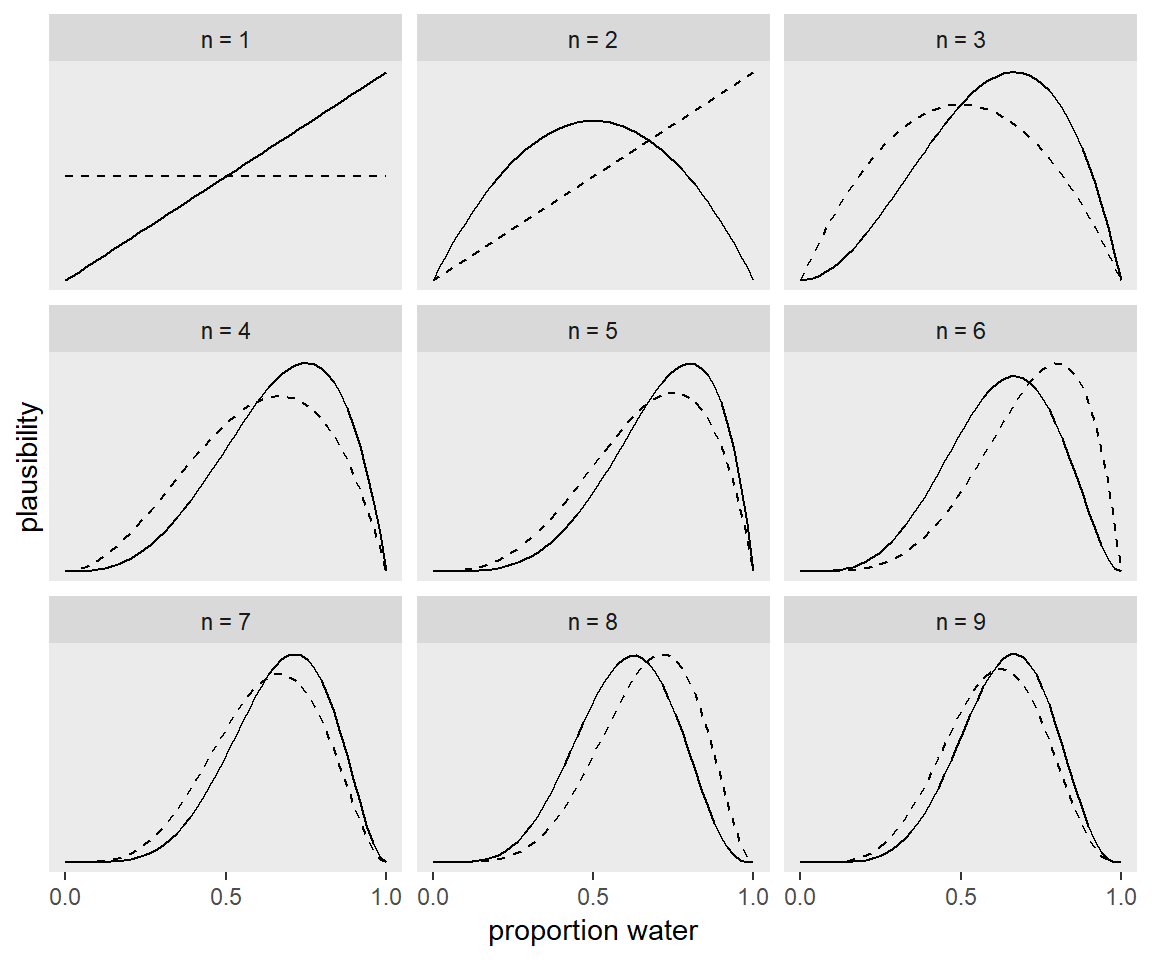 n = 1
n = 2
n = 3
n = 4
n = 5
n = 6
n = 7
n = 8
n = 9
plausibility
0.0 0.5 1.0
0.0 0.5 1.0
0.0 0.5 1.0
proportion water